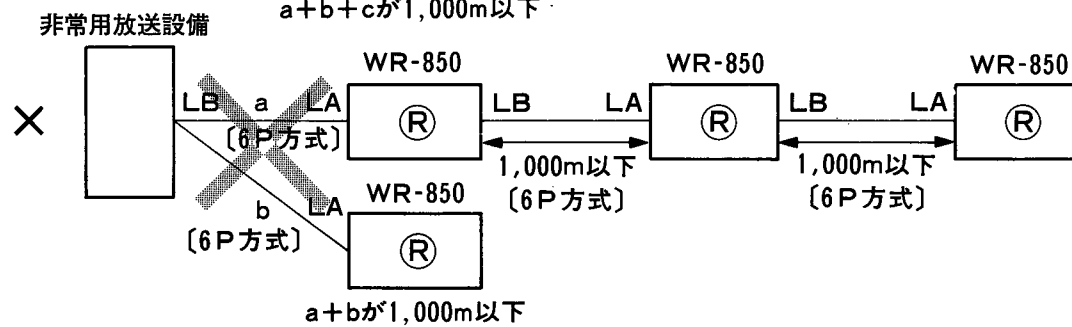 a+b+cが1,000m以下
非常用放送設備
×
WR-850
WR-850
WR-850
LB a LA
LB LA
LB LA
Ⓡ
Ⓡ
Ⓡ
〔6P方式〕
1,000m以下
〔6P方式〕
1,000m以下
〔6P方式〕
WR-850
LA
b
〔6P方式〕
Ⓡ
a+bが1,000m以下